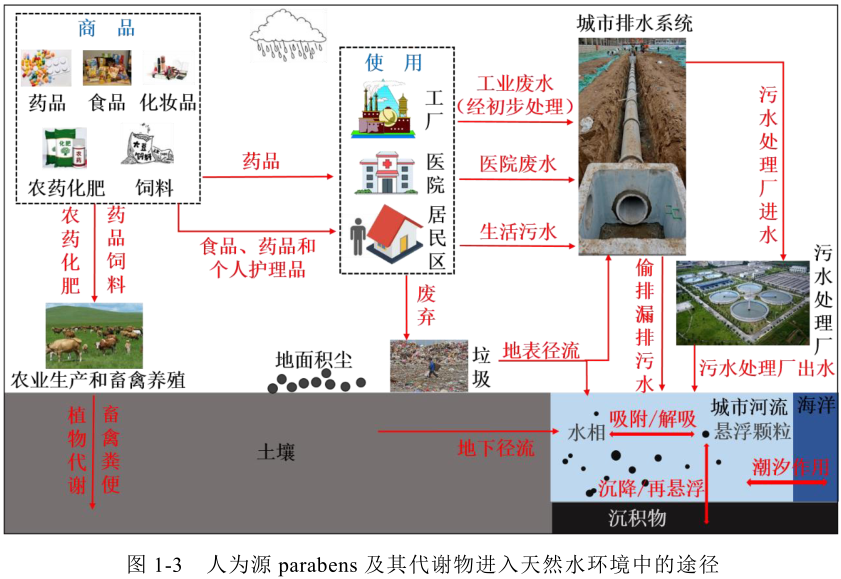 商 品
药品
食品
化妆品
化肥
农药
大豆
饲料
农药化肥
饲料
农药化肥
药品饲料
农业生产和畜禽养殖
植物代谢
畜禽粪便
药品
食品、药品和
个人护理品
使 用
工厂
医院
居民区
废弃
垃圾
地面积尘
地表径流
工业废水
（经初步处理）
医院废水
生活污水
城市排水系统
污水处理厂进水
偷排漏排污水
污水处理厂
污水处理厂出水
土壤
地下径流
水相
吸附/解吸
城市河流
悬浮颗粒
海洋
潮汐作用
沉降/再悬浮
沉积物
图 1-3 人为源 parabens 及其代谢物进入天然水环境中的途径